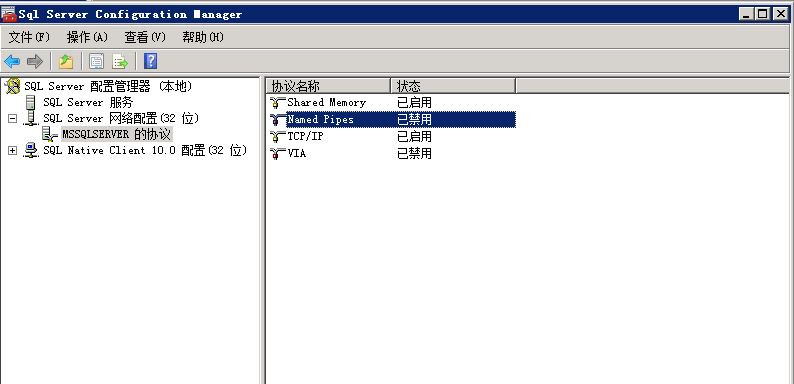 Sql Server Configuration Manager
文件(F) 操作(A) 查看(V) 帮助(H)
SQL Server 配置管理器 (本地)
SQL Server 服务
SQL Server 网络配置(32 位)
MSSQLSERVER 的协议
SQL Native Client 10.0 配置(32 位)
协议名称 状态
Shared Memory 已启用
Named Pipes 已禁用
TCP/IP 已启用
VIA 已禁用